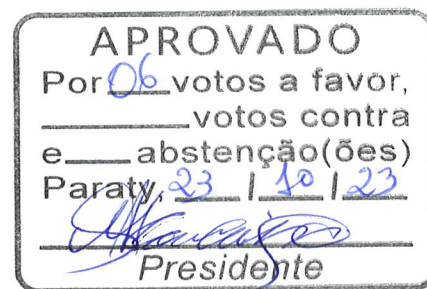 APROVADO
Por 06 votos a favor,
votos contra
e abstenção(ões)
Paraty, 23 / 10 / 23
Presidente